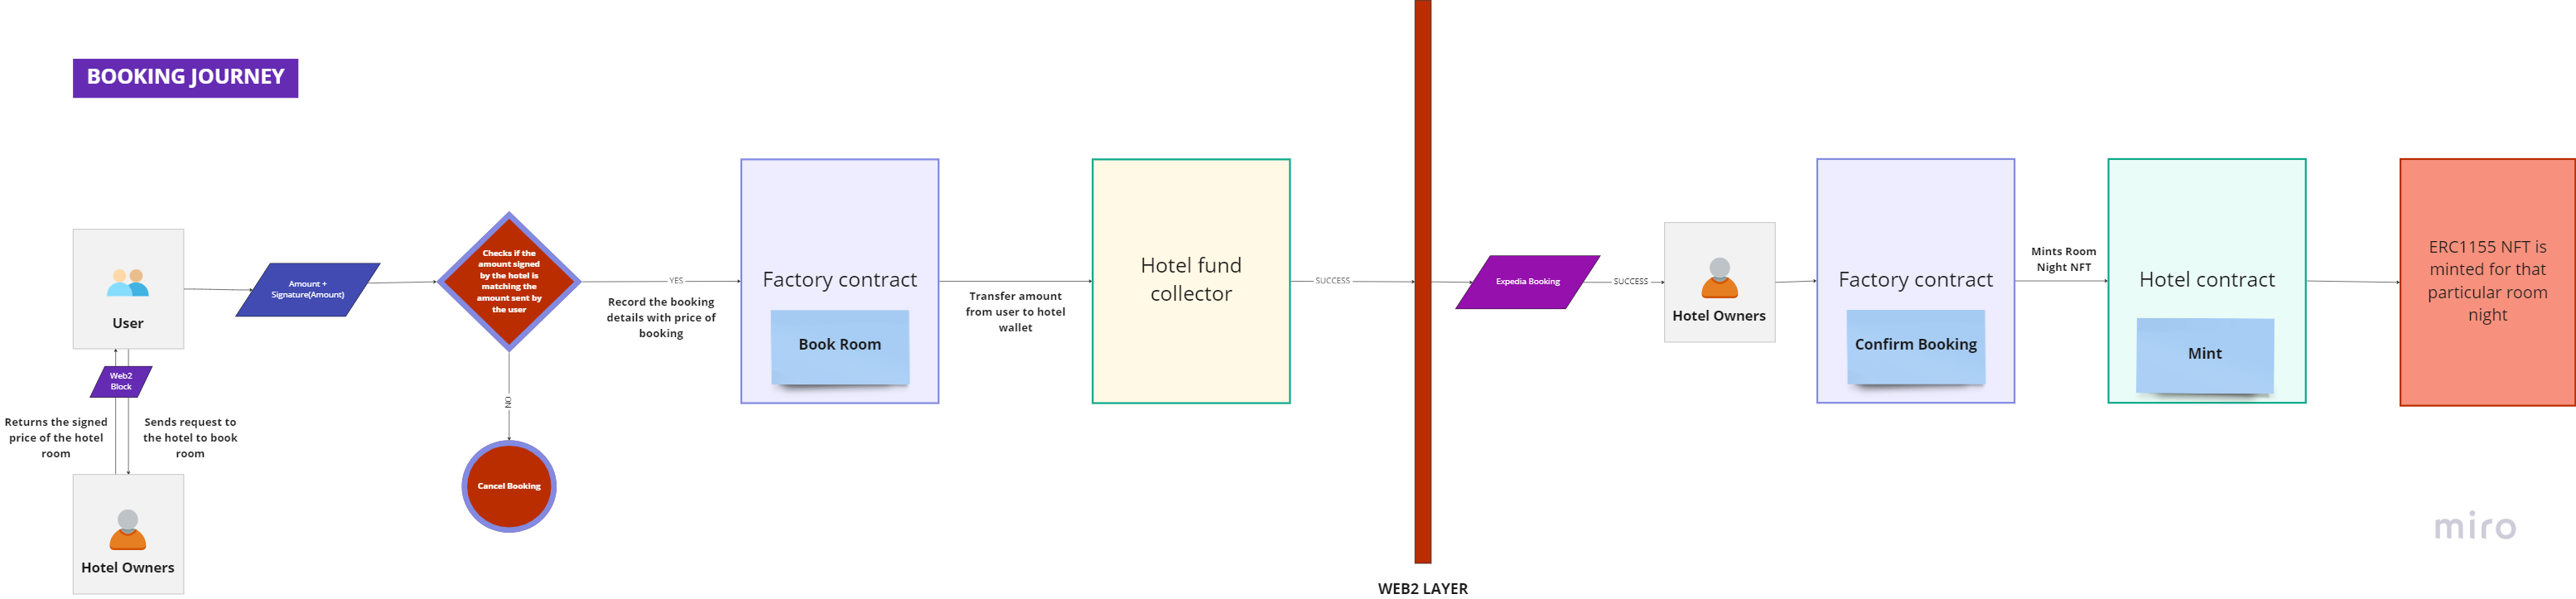 BOOKING JOURNEY
User
Web2
Block
Returns the signed
price of the hotel
room
Sends request to
the hotel to book
room
Hotel Owners
Amount +
Signature(Amount)
Checks if the
amount signed
by the hotel is
matching the
amount sent by
the user
NO
Cancel Booking
YES
Record the booking
details with price of
booking
Factory contract
Book Room
Transfer amount
from user to hotel
wallet
Hotel fund
collector
SUCCESS
WEB2 LAYER
Expedia Booking
SUCCESS
Hotel Owners
Factory contract
Confirm Booking
Mints Room
Night NFT
Hotel contract
Mint
ERC1155 NFT is
minted for that
particular room
night
miro